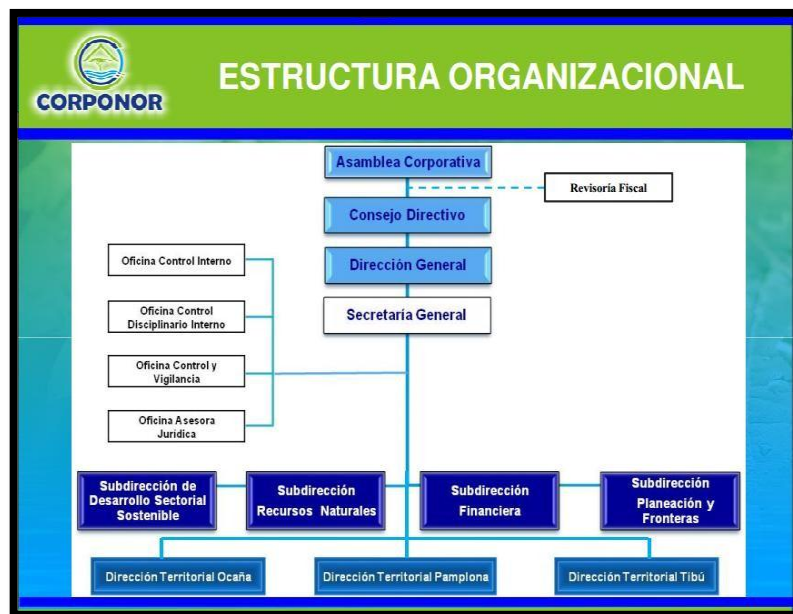 CORPONOR
ESTRUCTURA ORGANIZACIONAL
Asamblea Corporativa
Revisoría Fiscal
Consejo Directivo
Dirección General
Secretaría General
Oficina Control Interno
Oficina Control
Disciplinario Interno
Oficina Control y
Vigilancia
Oficina Asesora
Jurídica
Subdirección de
Desarrollo Sectorial
Sostenible
Subdirección
Recursos Naturales
Subdirección
Financiera
Subdirección
Planeación y
Fronteras
Dirección Territorial Ocaña
Dirección Territorial Pamplona
Dirección Territorial Tibú